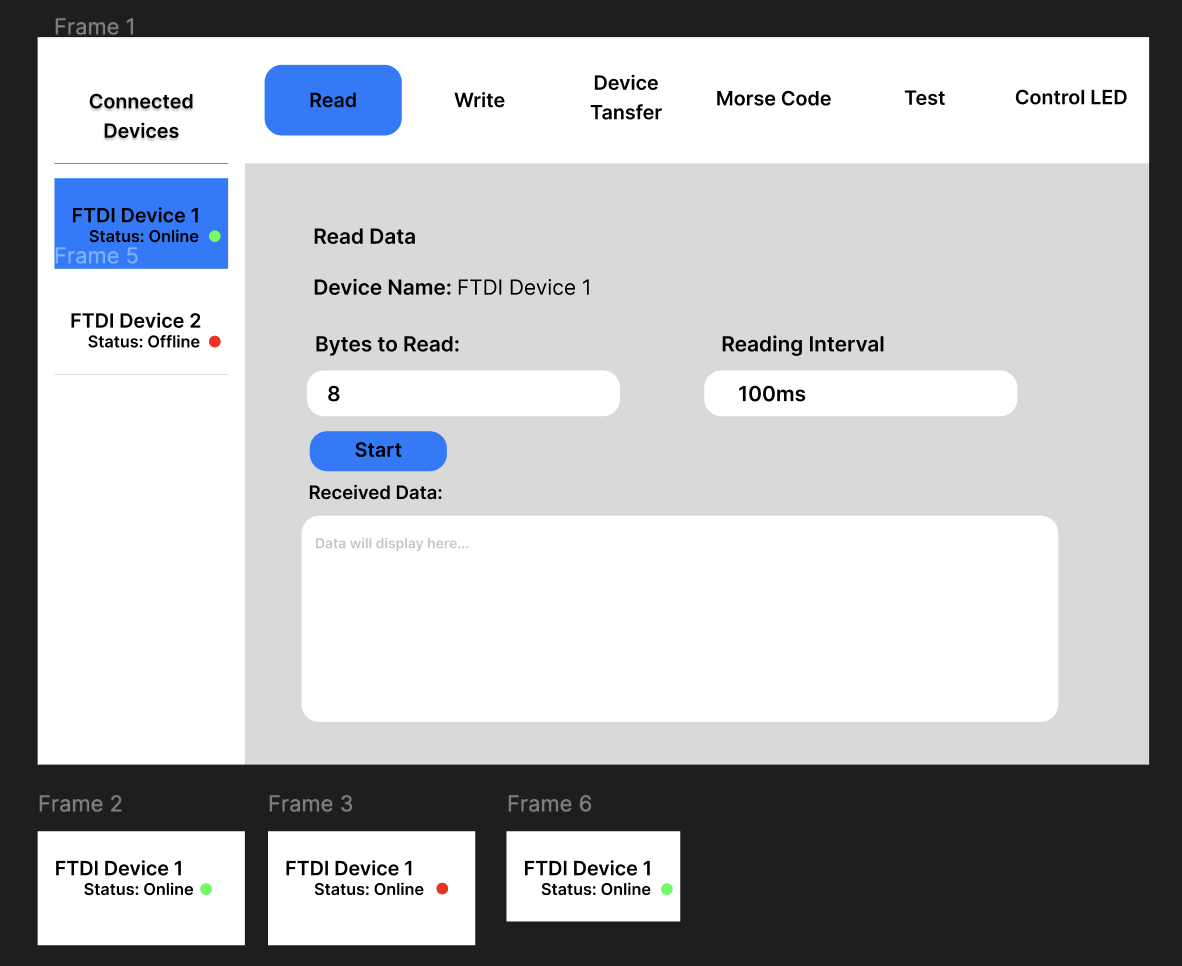 Frame 1
Connected
Devices
Read
Write
Device
Tansfer
Morse Code
Test
Control LED
FTDI Device 1
Status: Online
Frame 5
FTDI Device 2
Status: Offline
Read Data
Device Name: FTDI Device 1
Bytes to Read:
Reading Interval
8
100ms
Start
Received Data:
Data will display here...
Frame 2
Frame 3
Frame 6
FTDI Device 1
Status: Online
FTDI Device 1
Status: Online
FTDI Device 1
Status: Online